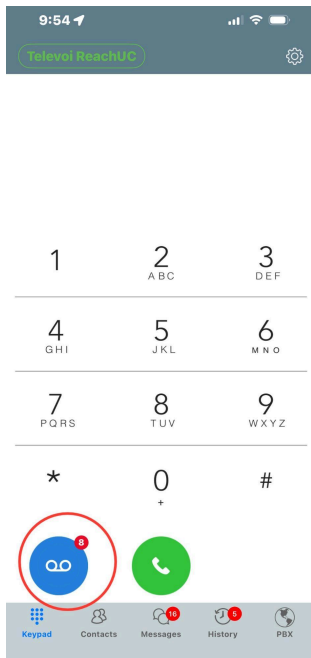 9:54
Televoi ReachUC
1 2 3
ABC DEF
4 5 6
GHI JKL MNO
7 8 9
PQRS TUV WXYZ
* 0 #
+
8
16 5
Keypad Contacts Messages History PBX